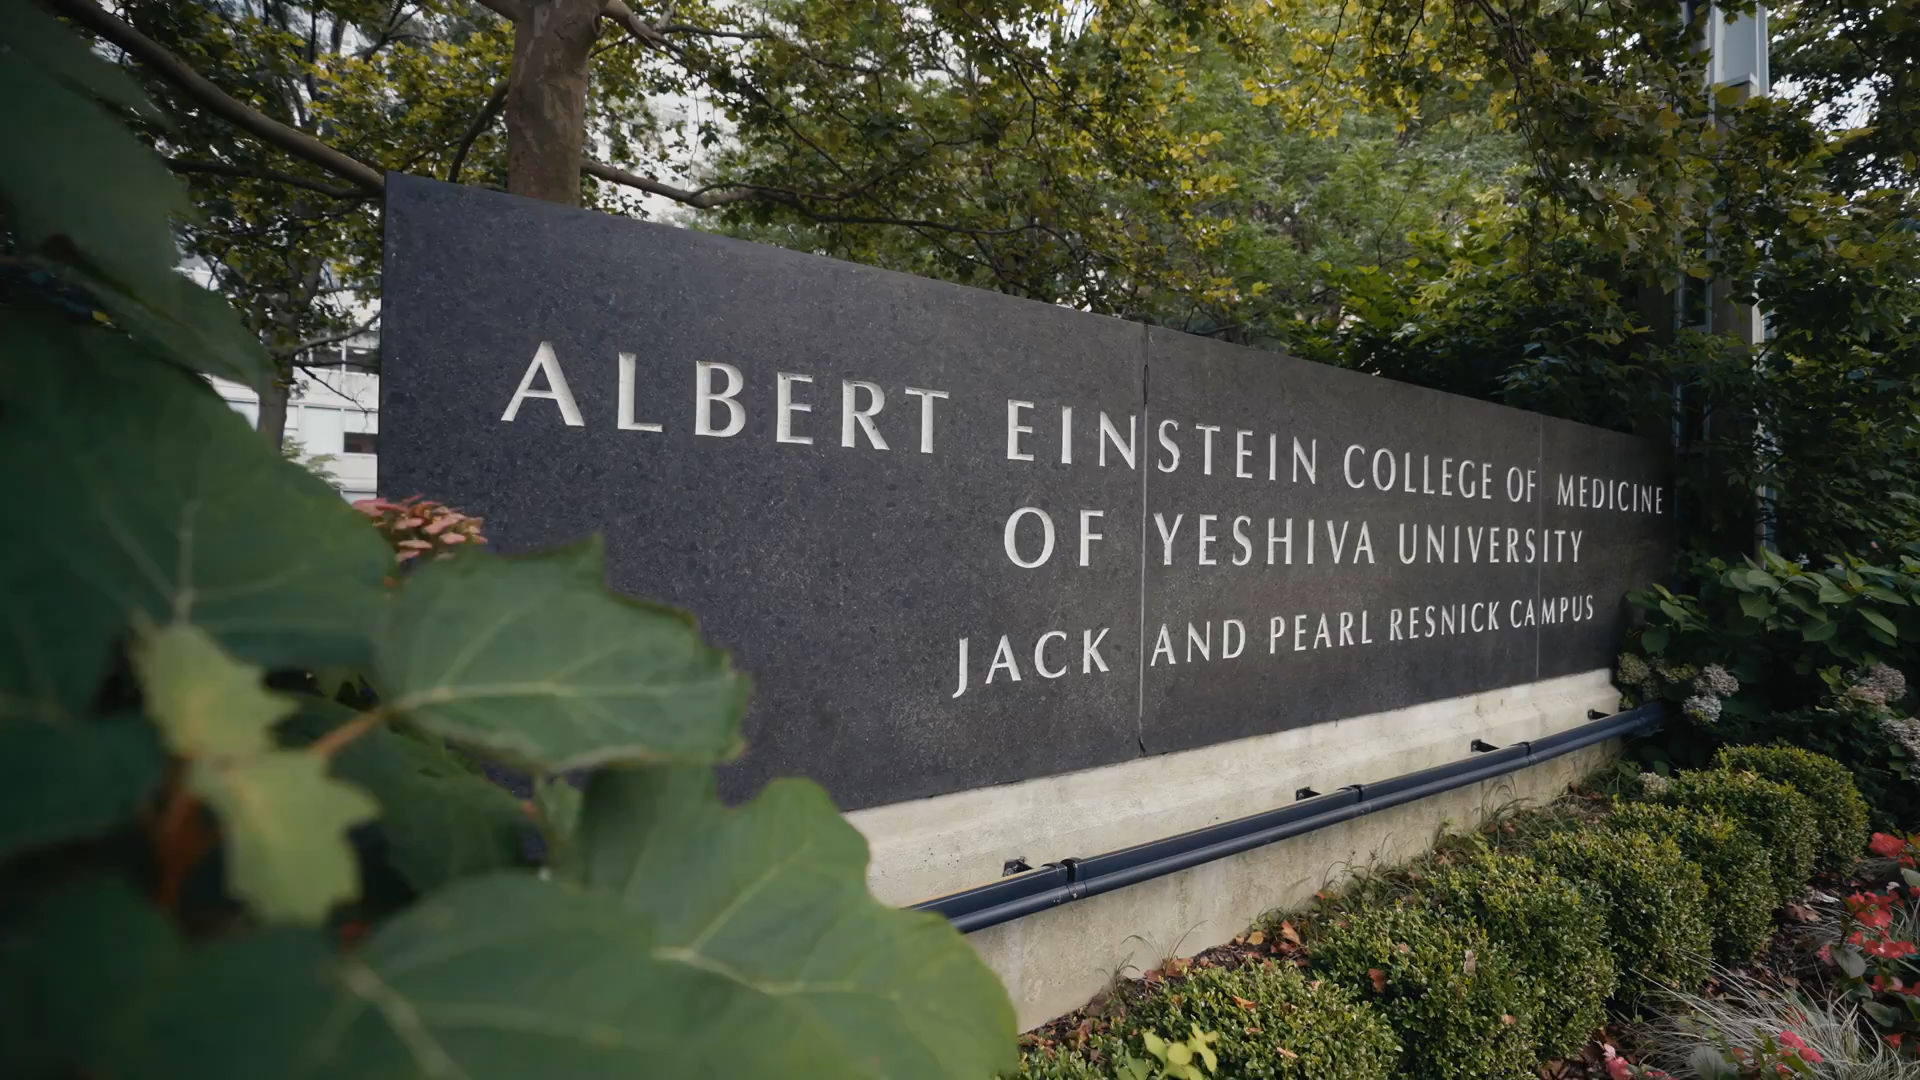 ALBERT EINSTEIN COLLEGE OF MEDICINE
OF YESHIVA UNIVERSITY
JACK AND PEARL RESNICK CAMPUS